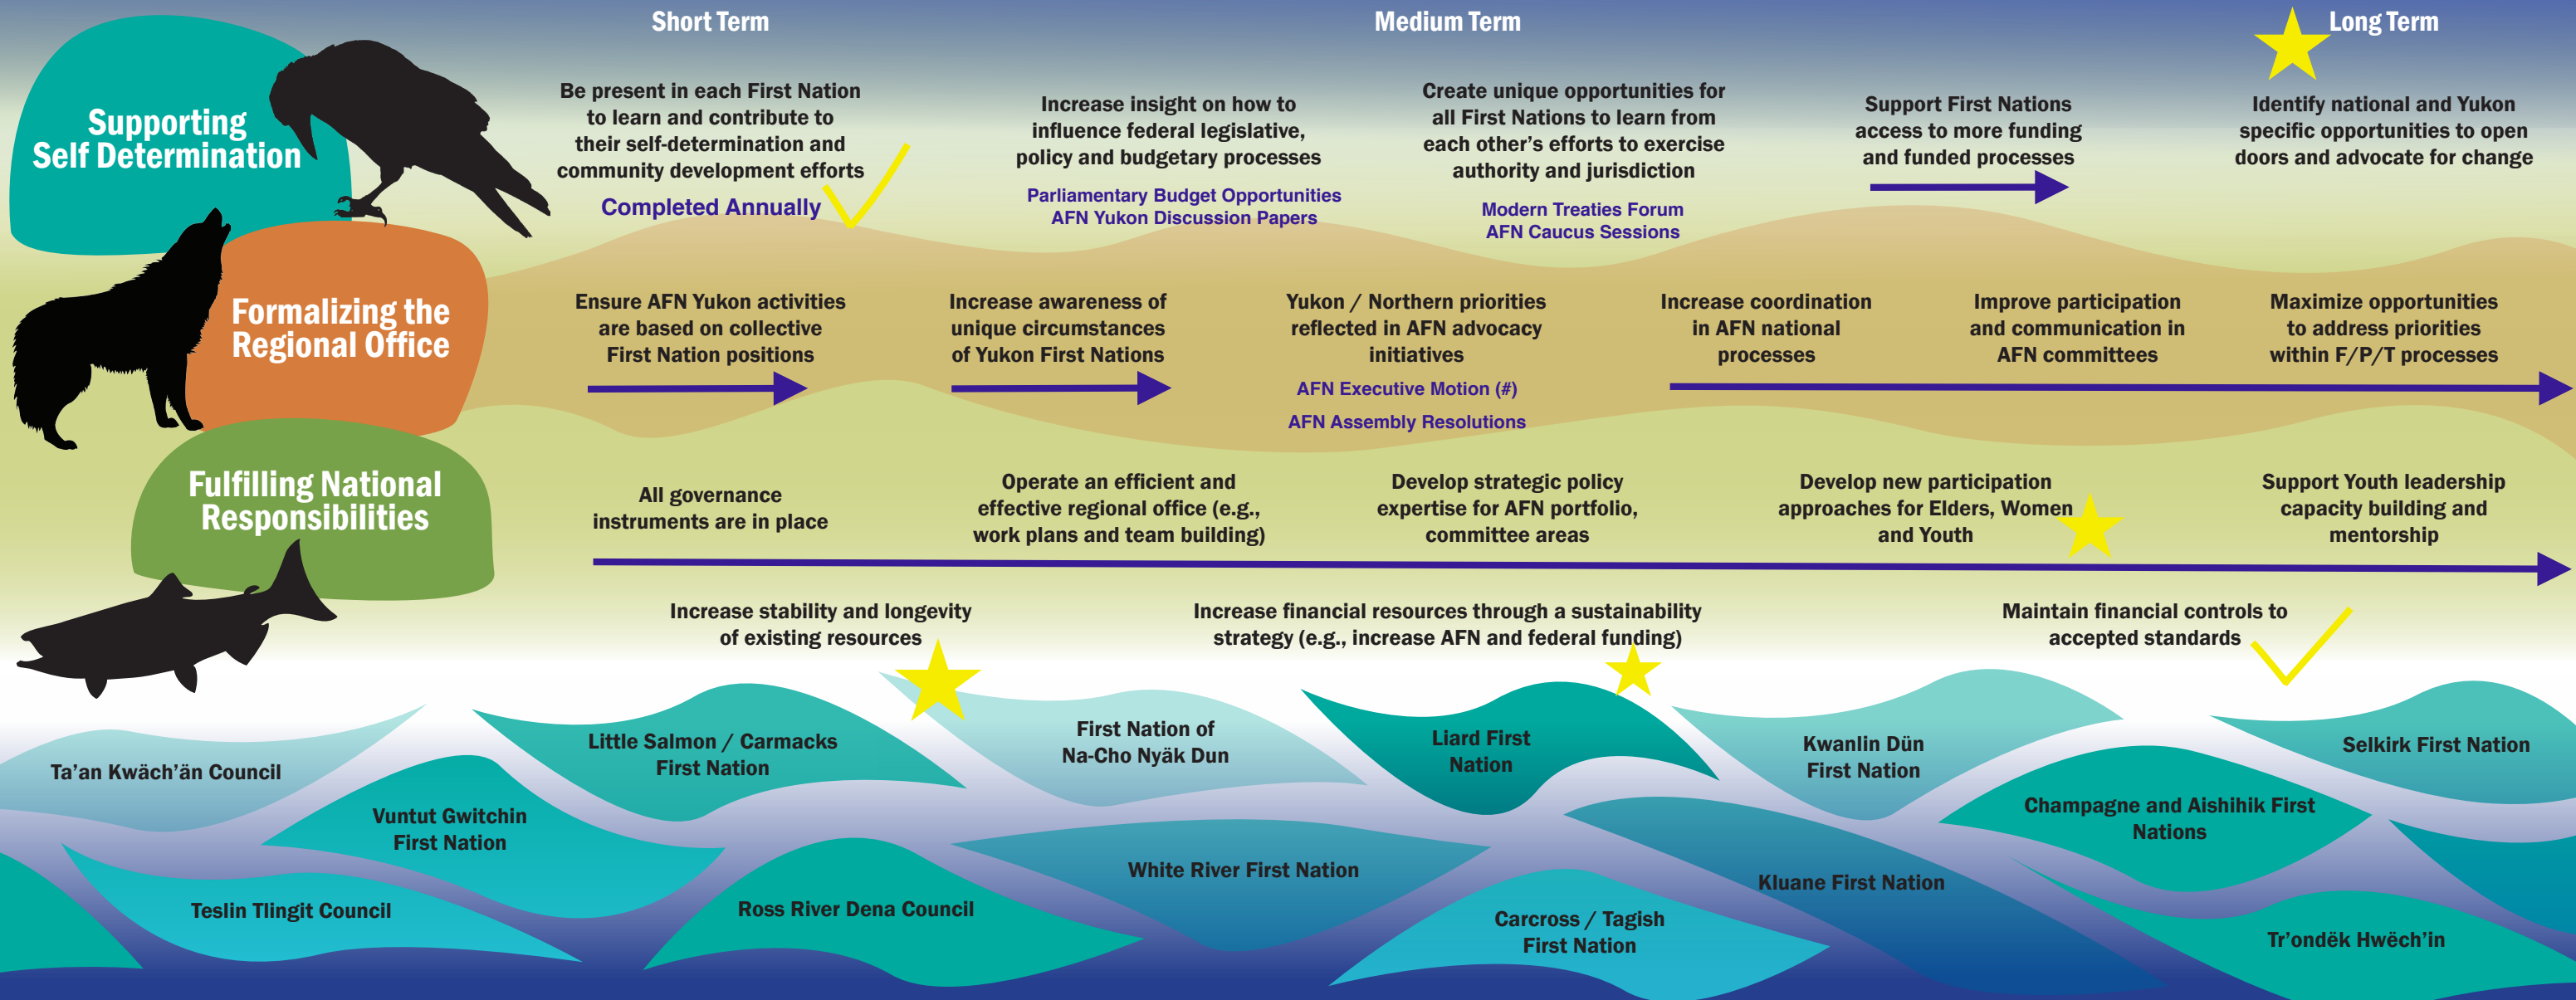 Short Term
Medium Term
Long Term
Supporting
Self Determination
Be present in each First Nation
to learn and contribute to
their self-determination and
community development efforts
Completed Annually
Increase insight on how to
influence federal legislative,
policy and budgetary processes
Parliamentary Budget Opportunities
AFN Yukon Discussion Papers
Create unique opportunities for
all First Nations to learn from
each other's efforts to exercise
authority and jurisdiction
Modern Treaties Forum
AFN Caucus Sessions
Support First Nations
access to more funding
and funded processes
Identify national and Yukon
specific opportunities to open
doors and advocate for change
Formalizing the
Regional Office
Ensure AFN Yukon activities
are based on collective
First Nation positions
Increase awareness of
unique circumstances
of Yukon First Nations
Yukon / Northern priorities
reflected in AFN advocacy
initiatives
AFN Executive Motion (#)
AFN Assembly Resolutions
Increase coordination
in AFN national
processes
Improve participation
and communication in
AFN committees
Maximize opportunities
to address priorities
within F/P/T processes
Fulfilling National
Responsibilities
All governance
instruments are in place
Operate an efficient and
effective regional office (e.g.,
work plans and team building)
Develop strategic policy
expertise for AFN portfolio,
committee areas
Develop new participation
approaches for Elders, Women
and Youth
Support Youth leadership
capacity building and
mentorship
Increase stability and longevity
of existing resources
Increase financial resources through a sustainability
strategy (e.g., increase AFN and federal funding)
Maintain financial controls to
accepted standards
Ta'an Kwäch'än Council
Little Salmon / Carmacks
First Nation
First Nation of
Na-Cho Nyäk Dun
Liard First
Nation
Kwanlin Dün
First Nation
Selkirk First Nation
Vuntut Gwitchin
First Nation
Champagne and Aishihik First
Nations
White River First Nation
Kluane First Nation
Teslin Tlingit Council
Ross River Dena Council
Carcross / Tagish
First Nation
Tr'ondëk Hwëch'in